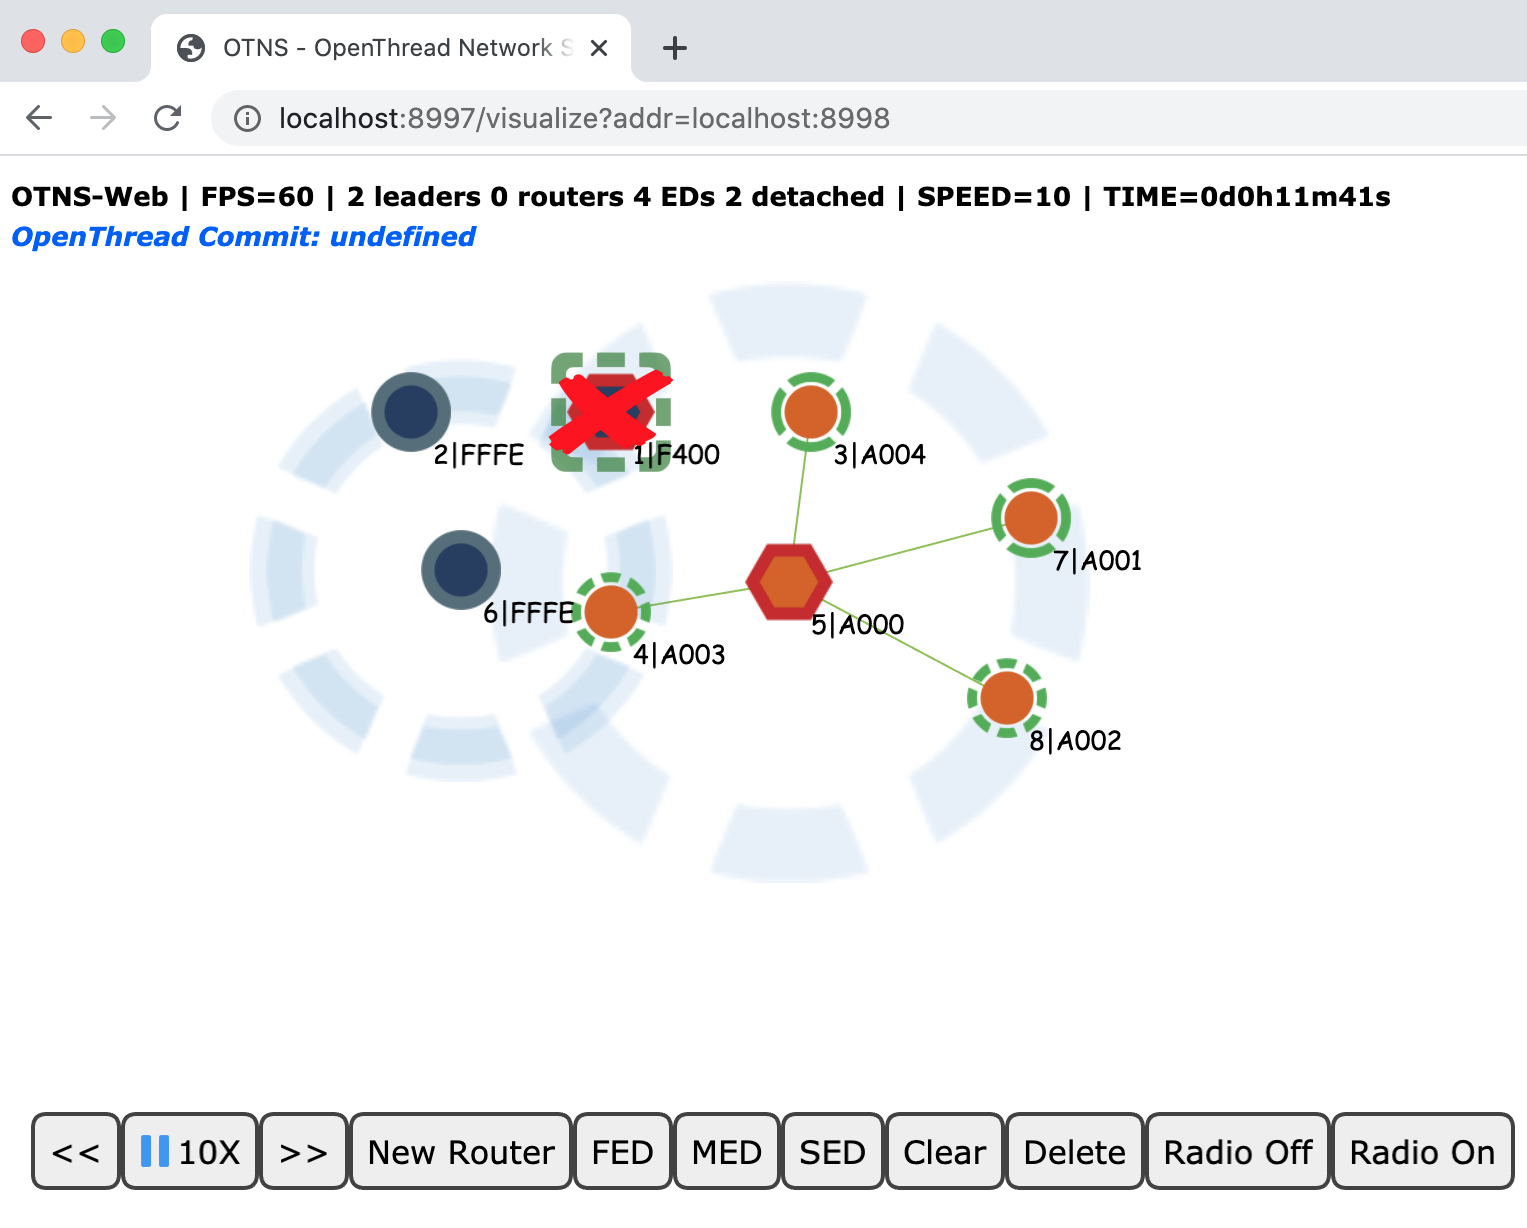 OTNS - OpenThread Network S
localhost:8997/visualize?addr=localhost:8998
OTNS-Web | FPS=60 | 2 leaders 0 routers 4 EDs 2 detached | SPEED=10 | TIME=0d0h11m41s
OpenThread Commit: undefined
2|FFFE
1|F400
3|A004
7|A001
6|FFFE
5|A000
4|A003
8|A002
<< 10X >> New Router FED MED SED Clear Delete Radio Off Radio On